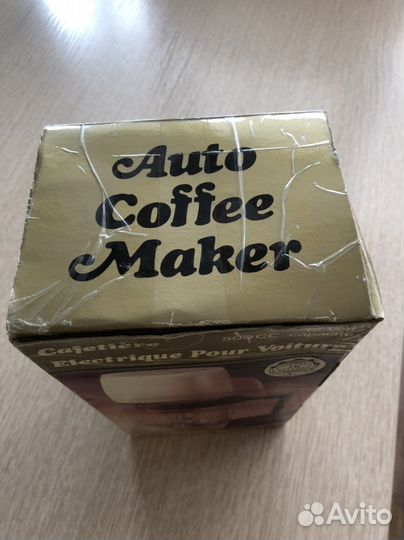 Auto
Coffee
Maker
Cafetière
Electrique Pour Voiture
Avito